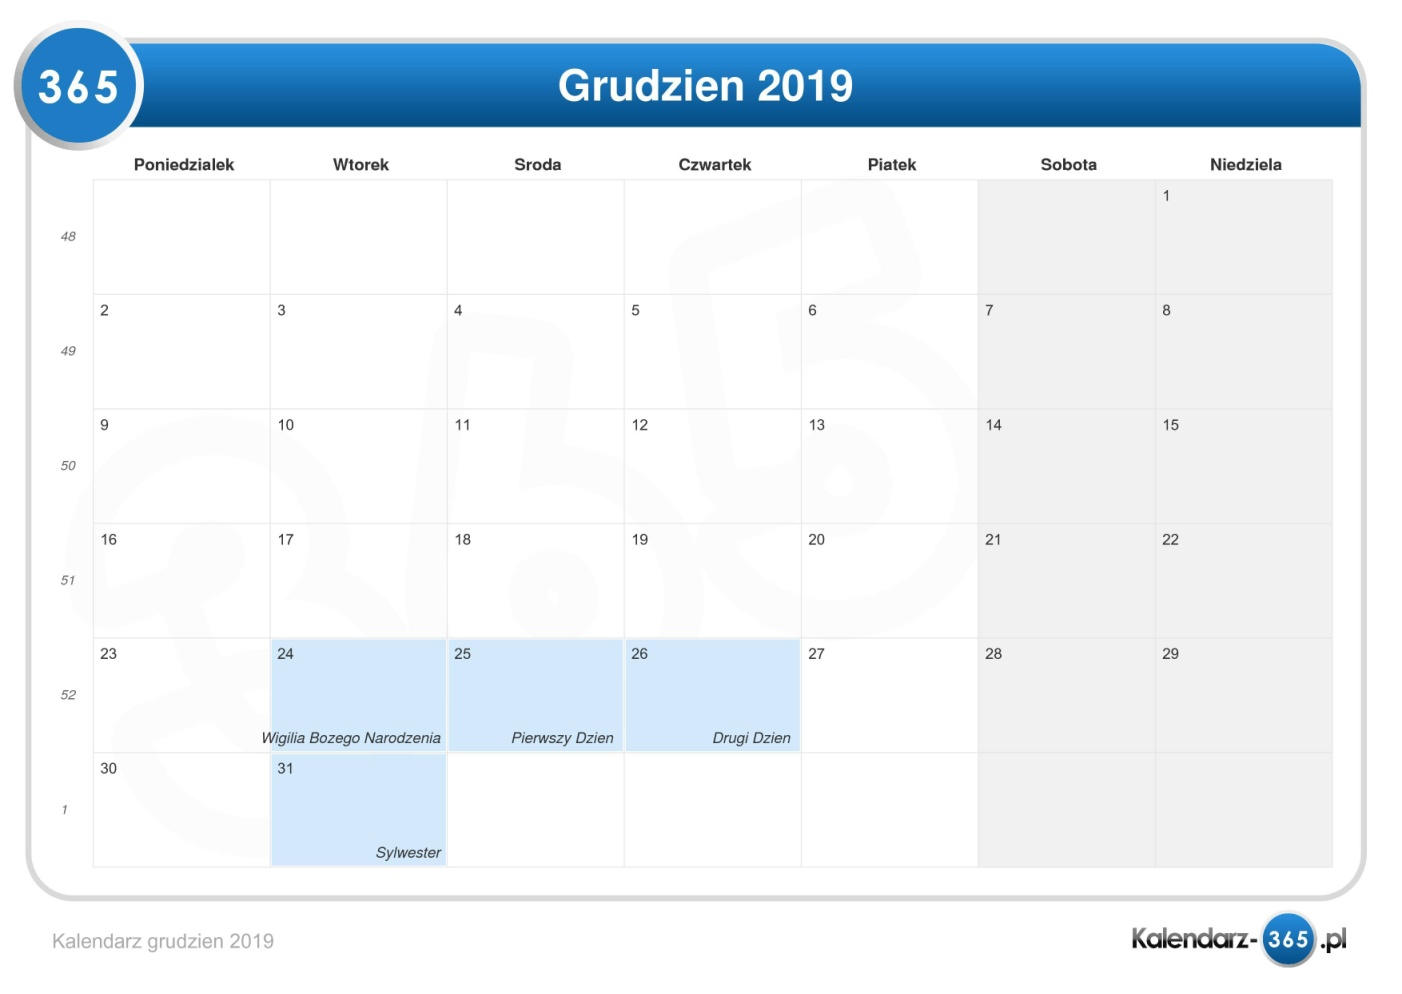 365
Grudzien 2019
Poniedzialek Wtorek Sroda Czwartek Piatek Sobota Niedziela
48 1
49 2 3 4 5 6 7 8
50 9 10 11 12 13 14 15
51 16 17 18 19 20 21 22
52 23 24 25 26 27 28 29
Wigilia Bozego Narodzenia Pierwszy Dzien Drugi Dzien
1 30 31
Sylwester
Kalendarz grudzien 2019
Kalendarz-365.pl